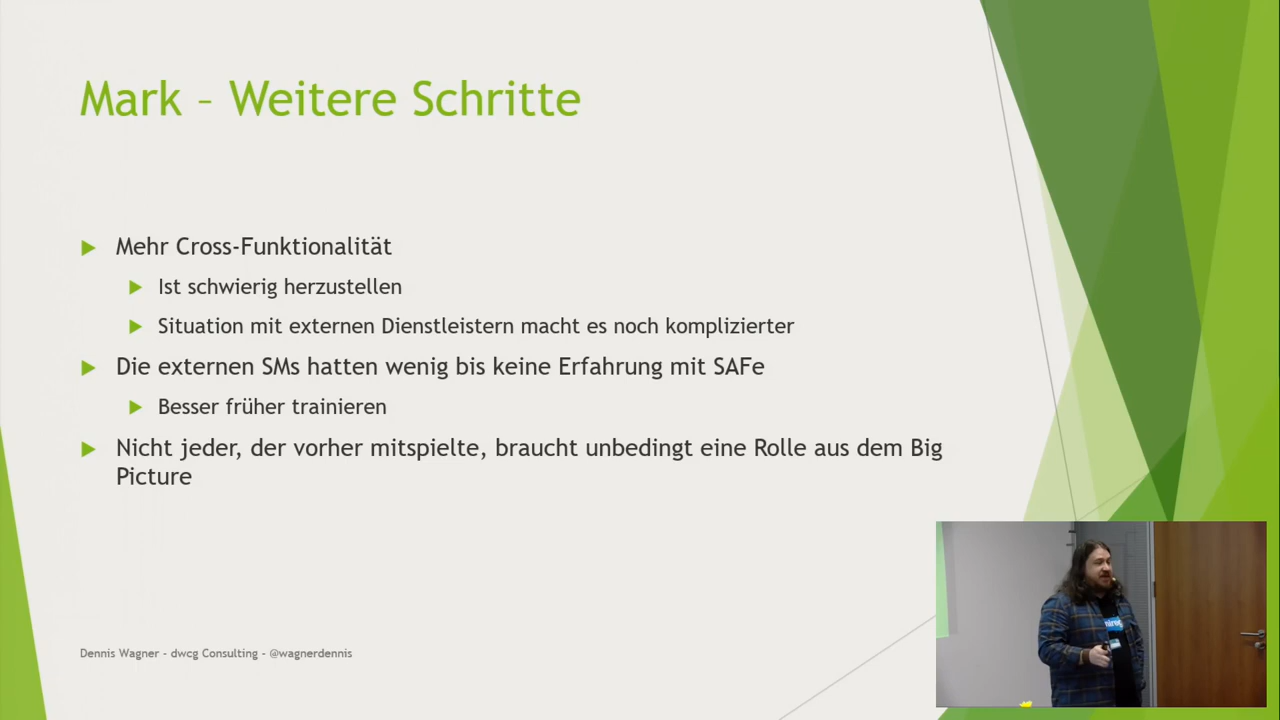 Mark – Weitere Schritte
Mehr Cross-Funktionalität
Ist schwierig herzustellen
Situation mit externen Dienstleistern macht es noch komplizierter
Die externen SMs hatten wenig bis keine Erfahrung mit SAFe
Besser früher trainieren
Nicht jeder, der vorher mitspielte, braucht unbedingt eine Rolle aus dem Big
Picture
Dennis Wagner – dwcg Consulting - @wagnerdennis